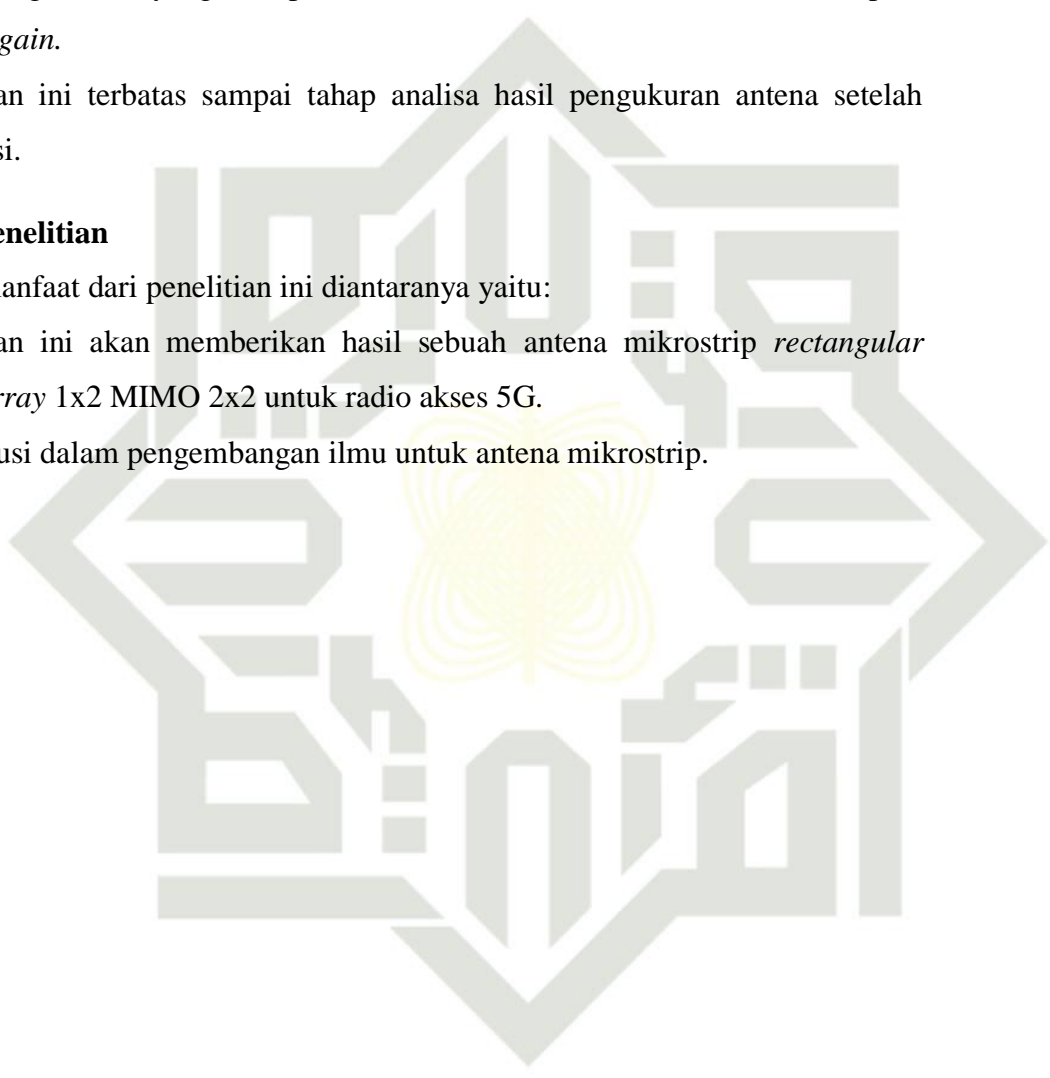 gain.
an ini terbatas sampai tahap analisa hasil pengukuran antena setelah
si.
enelitian
anfaat dari penelitian ini diantaranya yaitu:
an ini akan memberikan hasil sebuah antena mikrostrip rectangular
rray 1x2 MIMO 2x2 untuk radio akses 5G.
usi dalam pengembangan ilmu untuk antena mikrostrip.